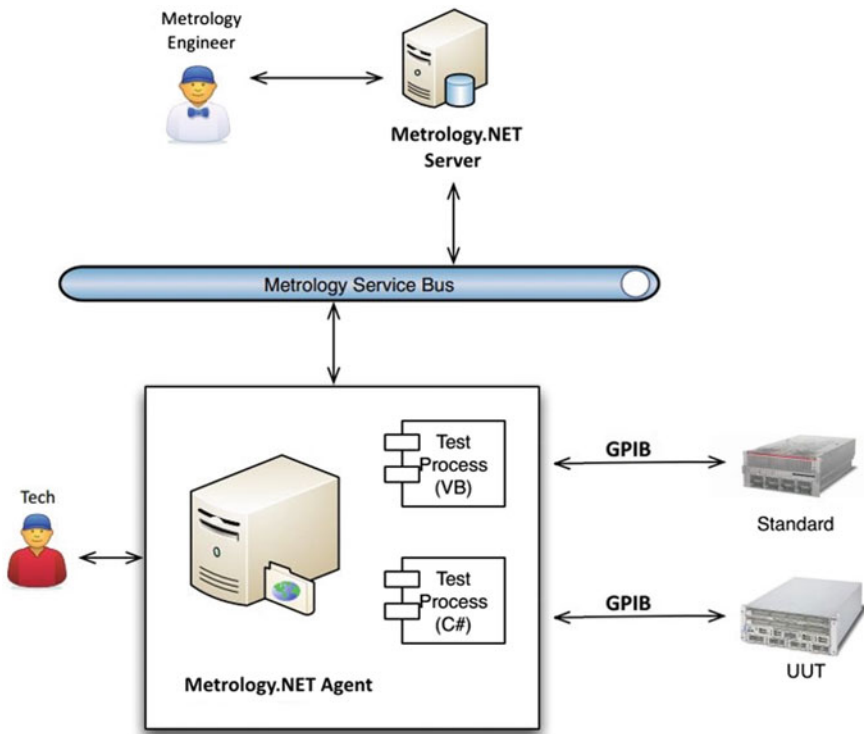 Metrology
Engineer
Metrology.NET
Server
Metrology Service Bus
Test
Process
(VB)
GPIB
Standard
Tech
Test
Process
(C#)
GPIB
UUT
Metrology.NET Agent